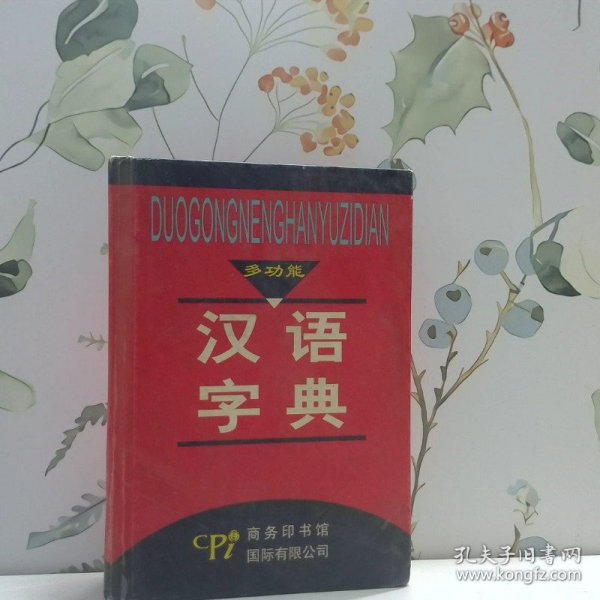 DUOGONGNENGHANYUZIDIAN
多功能
汉语
字典
CPi
商务印书馆
国际有限公司
孔夫子旧书网
www.kongfz.com